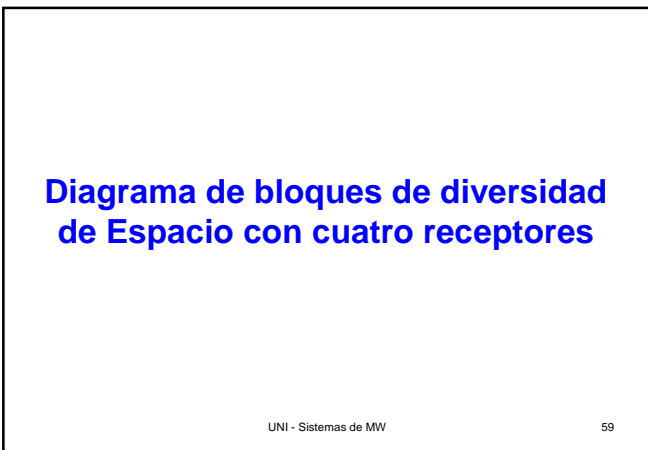 Diagrama de bloques de diversidad
de Espacio con cuatro receptores
UNI - Sistemas de MW 59